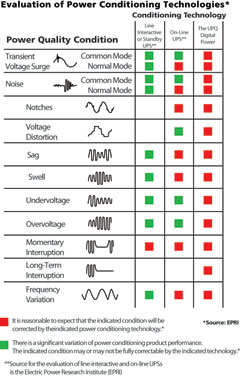 Evaluation of Power Conditioning Technologies*
Conditioning Technology
Power Quality Condition
Line Interactive or Standby UPS**
On-Line UPS**
The UPQ Digital Power
Transient Voltage Surge
Common Mode
Normal Mode
Noise
Common Mode
Normal Mode
Notches
Voltage Distortion
Sag
Swell
Undervoltage
Overvoltage
Momentary Interruption
Long-Term Interruption
Frequency Variation
It is reasonable to expect that the indicated condition will
corrected by theindicated power conditioning technology.*
*Source: EPRI
There is a significant variation of power conditioning product performance.
The indicated condition may or may not be fully correctable by the indicated technology.*
**Source for the evaluation of line-interactive and on-line UPSs
is the Electric Power Research Institute (EPRI)